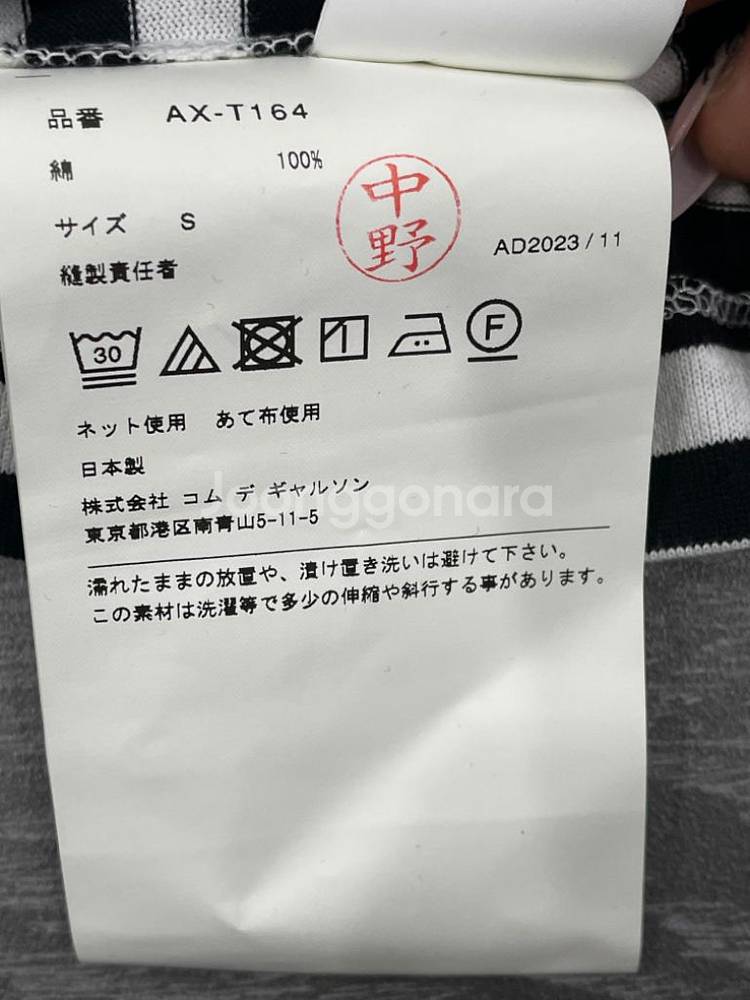 品番 AX-T164
綿 100%
サイズ S
縫製責任者
中野
AD2023/11
30
F
ネット使用 あて布使用
日本製
株式会社 コム デ ギャルソン
Joonggonara
東京都港区南青山5-11-5
濡れたままの放置や、漬け置き洗いは避けて下さい。
この素材は洗濯等で多少の伸縮や斜行する事があります。